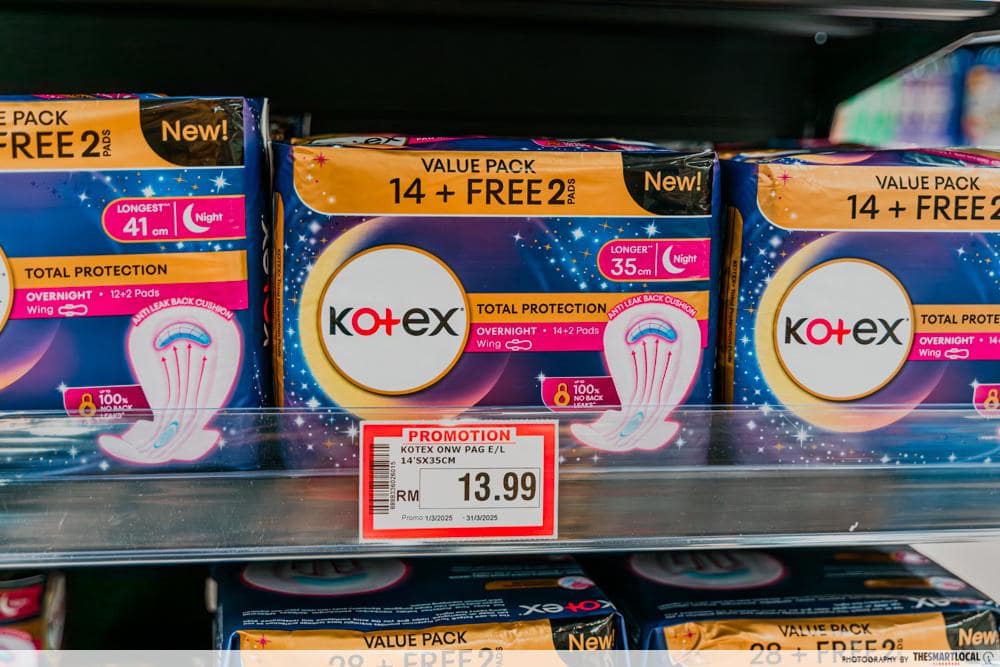 E PACK
FREE 2 PADS
New!
LONGEST**
41 cm
Night
TOTAL PROTECTION
OVERNIGHT • 12+2 Pads
Wing
ANTI LEAK BACK CUSHION
UP TO
100%
NO BACK
LEAKS
VALUE PACK
14 + FREE 2 PADS
New!
LONGER**
35 cm
Night
KOTEX
TOTAL PROTECTION
OVERNIGHT • 14+2 Pads
Wing
ANTI LEAK BACK CUSHION
UP TO
100%
NO BACK
LEAKS
VALUE PACK
14 + FREE 2
KOTEX
TOTAL PROTE
OVERNIGHT • 14
Wing
PROMOTION
KOTEX ONW PAG E/L
14'SX35CM
RM 13.99
Promo 1/3/2025 - 31/3/2025
KOTEX
VALUE PACK
28 + FREE 2
New
VALUE PACK
28 + FREE 2
New
PHOTOGRAPHY BY THESMARTLOCAL